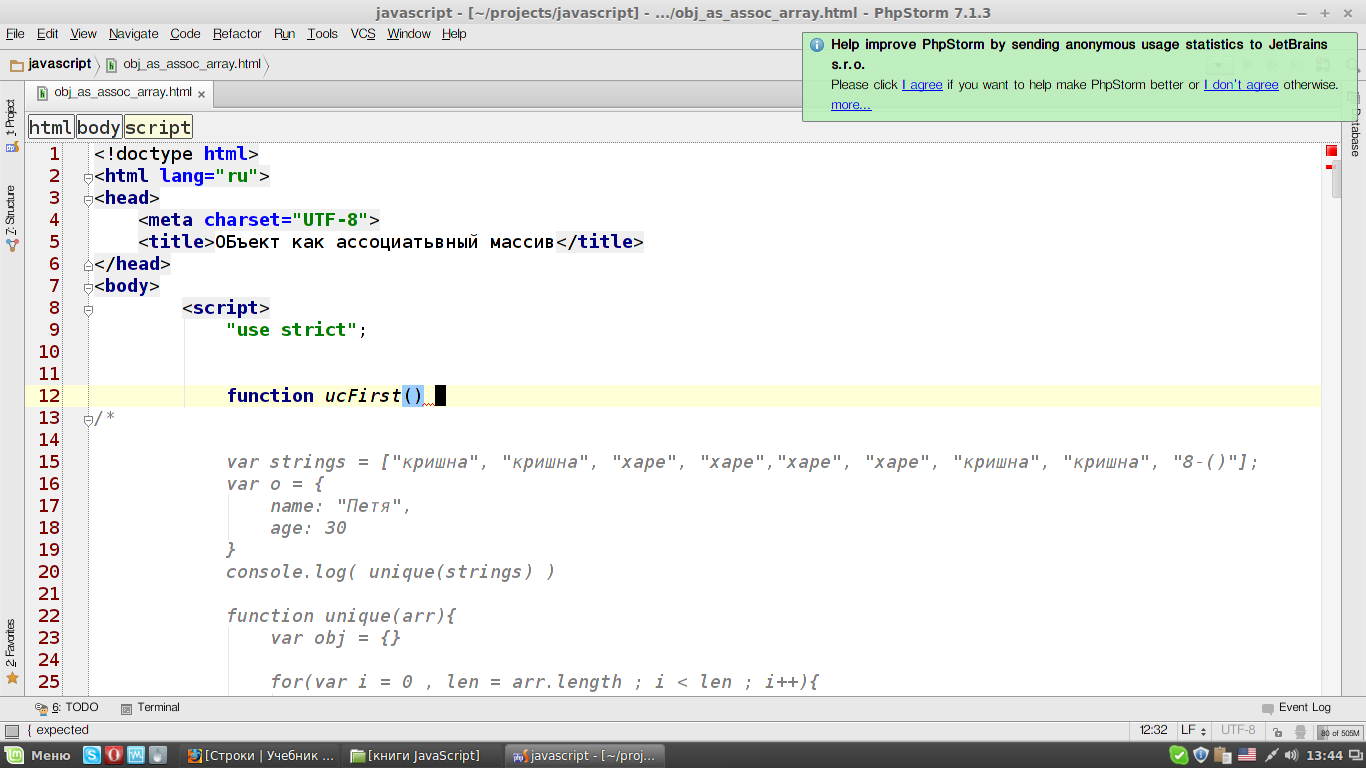 javascript - [~/projects/javascript] - .../obj_as_assoc_array.html - PhpStorm 7.1.3
File Edit View Navigate Code Refactor Run Tools VCS Window Help
Help improve PhpStorm by sending anonymous usage statistics to JetBrains
s.r.o.
Please click I agree if you want to help make PhpStorm better or I don't agree otherwise.
more...
javascript obj_as_assoc_array.html
obj_as_assoc_array.html
1: Project
7: Structure
2: Favorites
Database
html body script
1 <!doctype html>
2 <html lang="ru">
3 <head>
4 <meta charset="UTF-8">
5 <title>ОБъект как ассоциатьвный массив</title>
6 </head>
7 <body>
8 <script>
9 "use strict";
10
11
12 function ucFirst()
13 /*
14
15 var strings = ["кришна", "кришна", "харе", "харе","харе", "харе", "кришна", "кришна", "8-()"];
16 var o = {
17 name: "Петя",
18 age: 30
19 }
20 console.log( unique(strings) )
21
22 function unique(arr){
23 var obj = {}
24
25 for(var i = 0 , len = arr.length ; i < len ; i++){
6: TODO Terminal Event Log
{ expected 12:32 LF UTF-8 80 of 505M
Меню [Строки | Учебник ... [книги JavaScript] javascript - [~/proj... 13:44